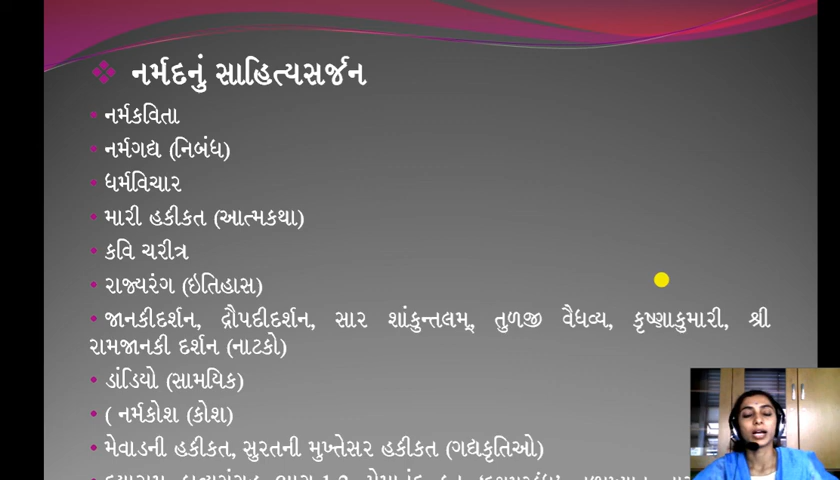 નર્મદનું સાહિત્યસર્જન
નર્મકવિતા
નર્મગદ્ય (નિબંધ)
ધર્મવિચાર
મારી હકીકત (આત્મકથા)
કવિ ચરીત્ર
રાજ્યરંગ (ઇતિહાસ)
જાનકીદર્શન, દ્રૌપદીદર્શન, સાર શાંકુન્તલમ્, તુળજી વૈધવ્ય, કૃષ્ણાકુમારી, શ્રી
રામજાનકી દર્શન (નાટકો)
ડાંડિયો (સામયિક)
( નર્મકોશ (કોશ)
મેવાડની હકીકત, સુરતની મુખ્તેસર હકીકત (ગદ્યકૃતિઓ)